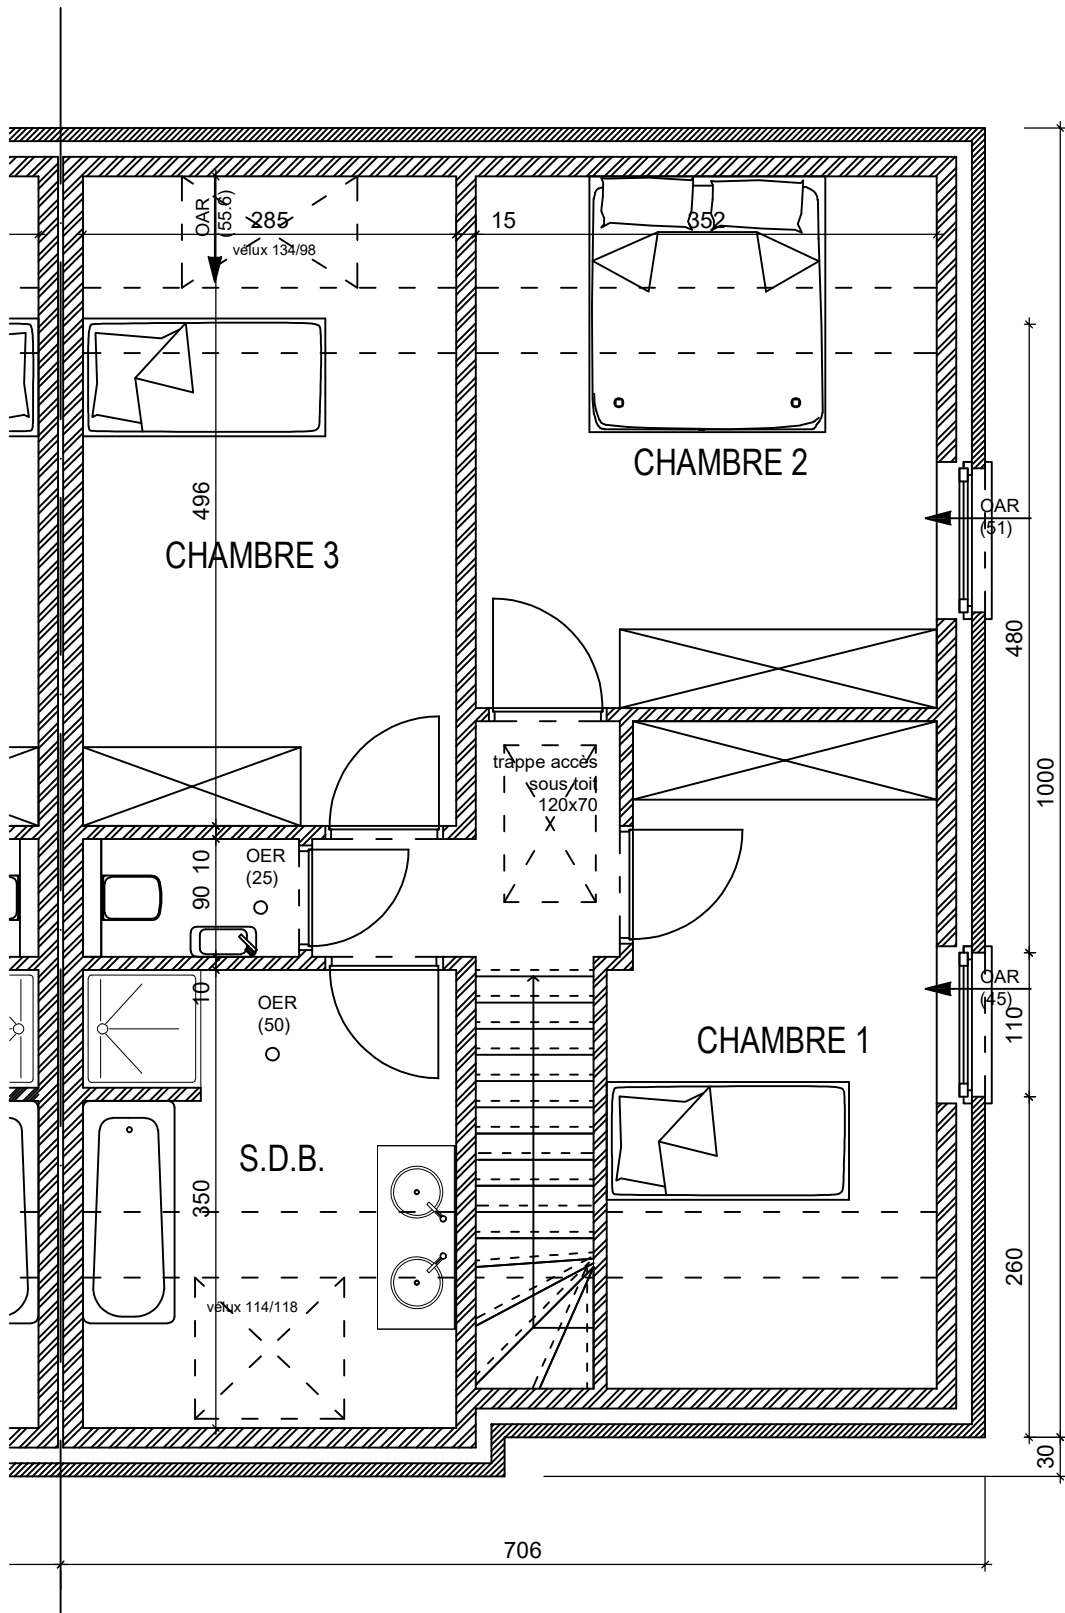 OAR
(55.6)
285
vélux 134/98
15
352
CHAMBRE 2
496
CHAMBRE 3
OAR
(51)
480
trappe accès
sous toit
120x70
1000
10
90
OER
(25)
10
OER
(50)
OAR
(45)
110
CHAMBRE 1
S.D.B.
350
260
vélux 114/118
30
706